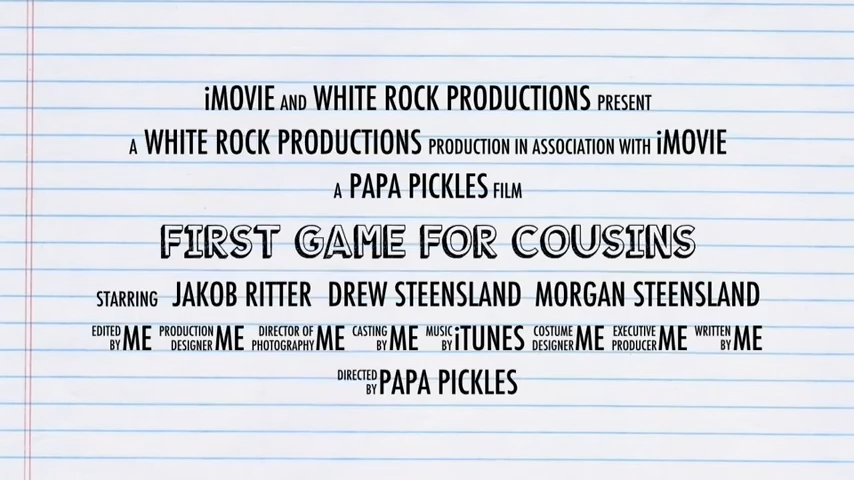 iMOVIE AND WHITE ROCK PRODUCTIONS PRESENT
A WHITE ROCK PRODUCTIONS PRODUCTION IN ASSOCIATION WITH iMOVIE
A PAPA PICKLES FILM
FIRST GAME FOR COUSINS
STARRING JAKOB RITTER DREW STEENSLAND MORGAN STEENSLAND
EDITED BY ME PRODUCTION DESIGNER ME DIRECTOR OF PHOTOGRAPHY ME CASTING BY ME MUSIC BY iTUNES COSTUME DESIGNER ME EXECUTIVE PRODUCER ME WRITTEN BY ME
DIRECTED BY PAPA PICKLES